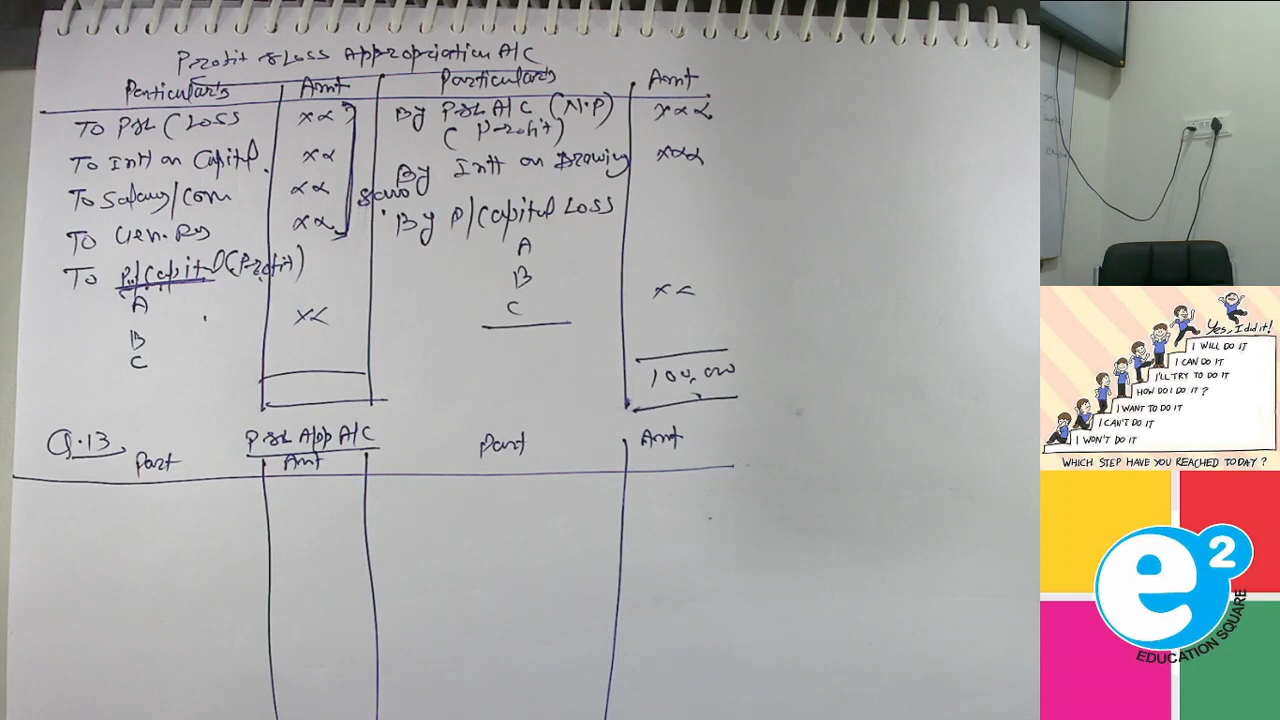 Profit & Loss Appropriation A/C
Particulars Amt Particulars Amt
To P&L (Loss xx By P&L A/C (N.P) xxx
(Profit)
To Intt on Capital xx By Intt on Drawing xxx
To Salary/Com xx
To Gen. Rs xx By P/Capital Loss
To P/Capital (Profit) A
A xx B
B C xx
C
100,000
Q.13 P&L App A/C
Part Amt Part Amt
Yes, I did it!
I WILL DO IT
I CAN DO IT
I'LL TRY TO DO IT
HOW DO I DO IT?
I WANT TO DO IT
I CAN'T DO IT
I WON'T DO IT
WHICH STEP HAVE YOU REACHED TODAY?
e2
EDUCATION SQUARE